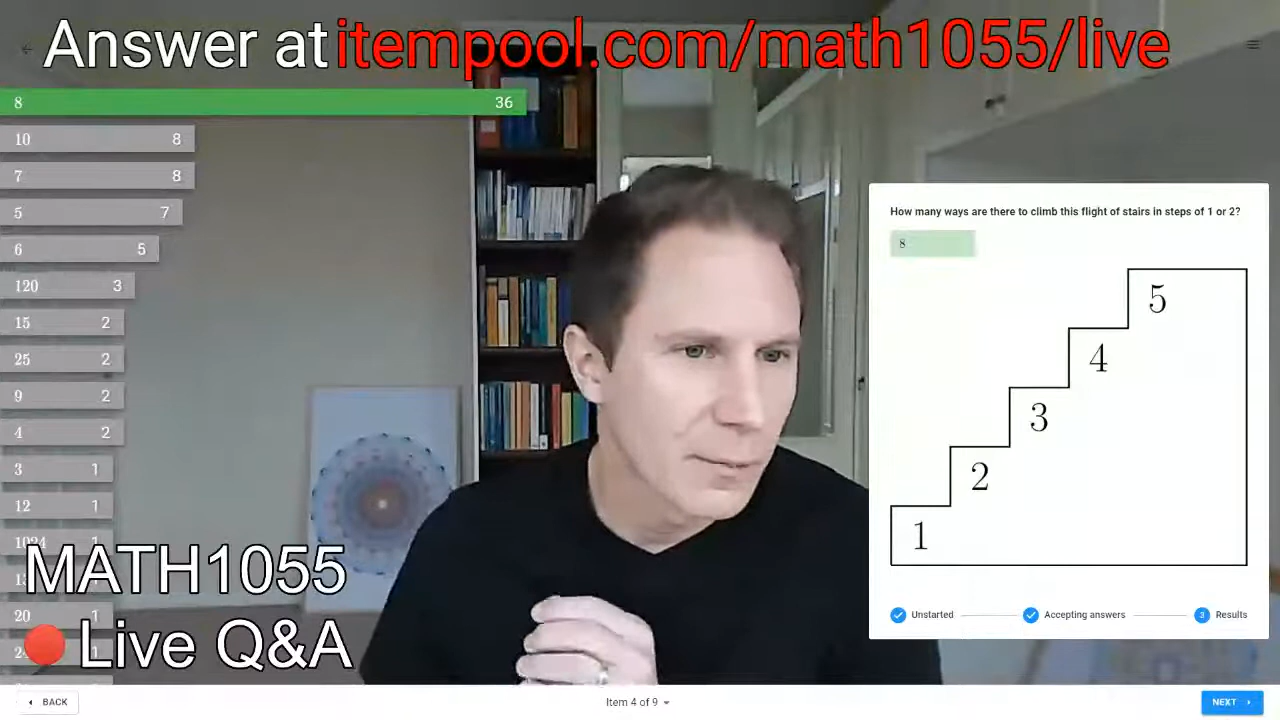 Answer at itempool.com/math1055/live
8 36
10 8
7 8
5 7
6 5
120 3
15 2
25 2
9 2
4 2
3 1
12 1
1024 1
20 1
MATH1055
Live Q&A
How many ways are there to climb this flight of stairs in steps of 1 or 2?
8
5
4
3
2
1
Unstarted
Accepting answers
3 Results
BACK
Item 4 of 9
NEXT